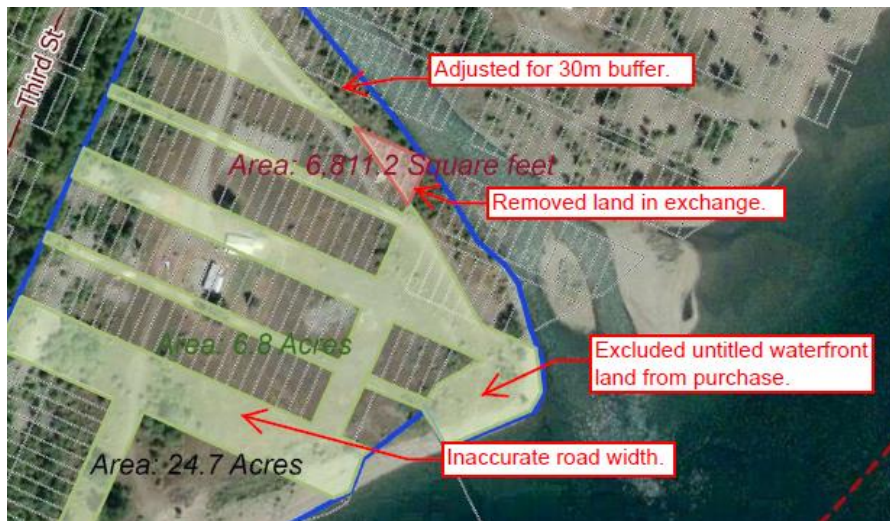 Third St
Adjusted for 30m buffer.
Area: 6,811.2 Square feet
Removed land in exchange.
Area: 6.8 Acres
Excluded untitled waterfront
land from purchase.
Inaccurate road width.
Area: 24.7 Acres